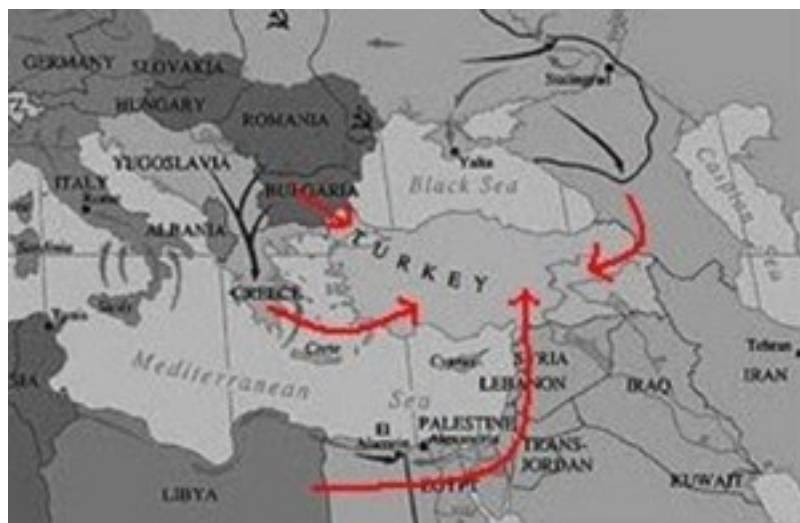 GERMANY
SLOVAKIA
HUNGARY
ROMANIA
YUGOSLAVIA
Yalta
Black Sea
Caspian Sea
ITALY
Rome
BULGARIA
ALBANIA
TURKEY
GREECE
Crete
Cyprus
SYRIA
LEBANON
IRAQ
Tehran
IRAN
Mediterranean
Sea
El
Alamein
PALESTINE
Alexandria
TRANS-
JORDAN
LIBYA
EGYPT
KUWAIT